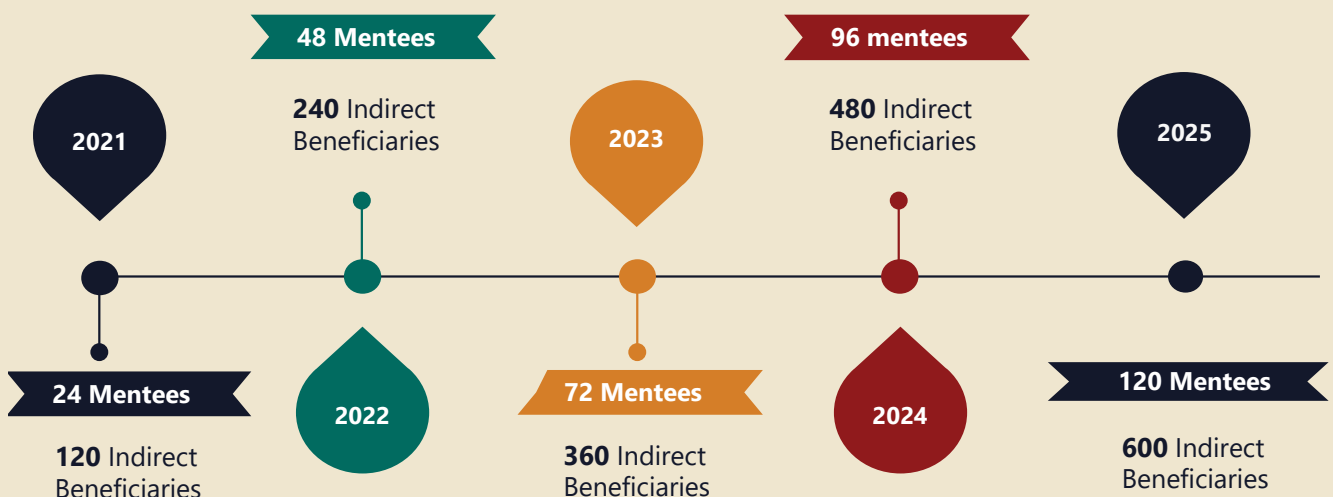 2021
24 Mentees
120 Indirect
Beneficiaries
48 Mentees
240 Indirect
Beneficiaries
2022
2023
72 Mentees
360 Indirect
Beneficiaries
96 mentees
480 Indirect
Beneficiaries
2024
2025
120 Mentees
600 Indirect
Beneficiaries